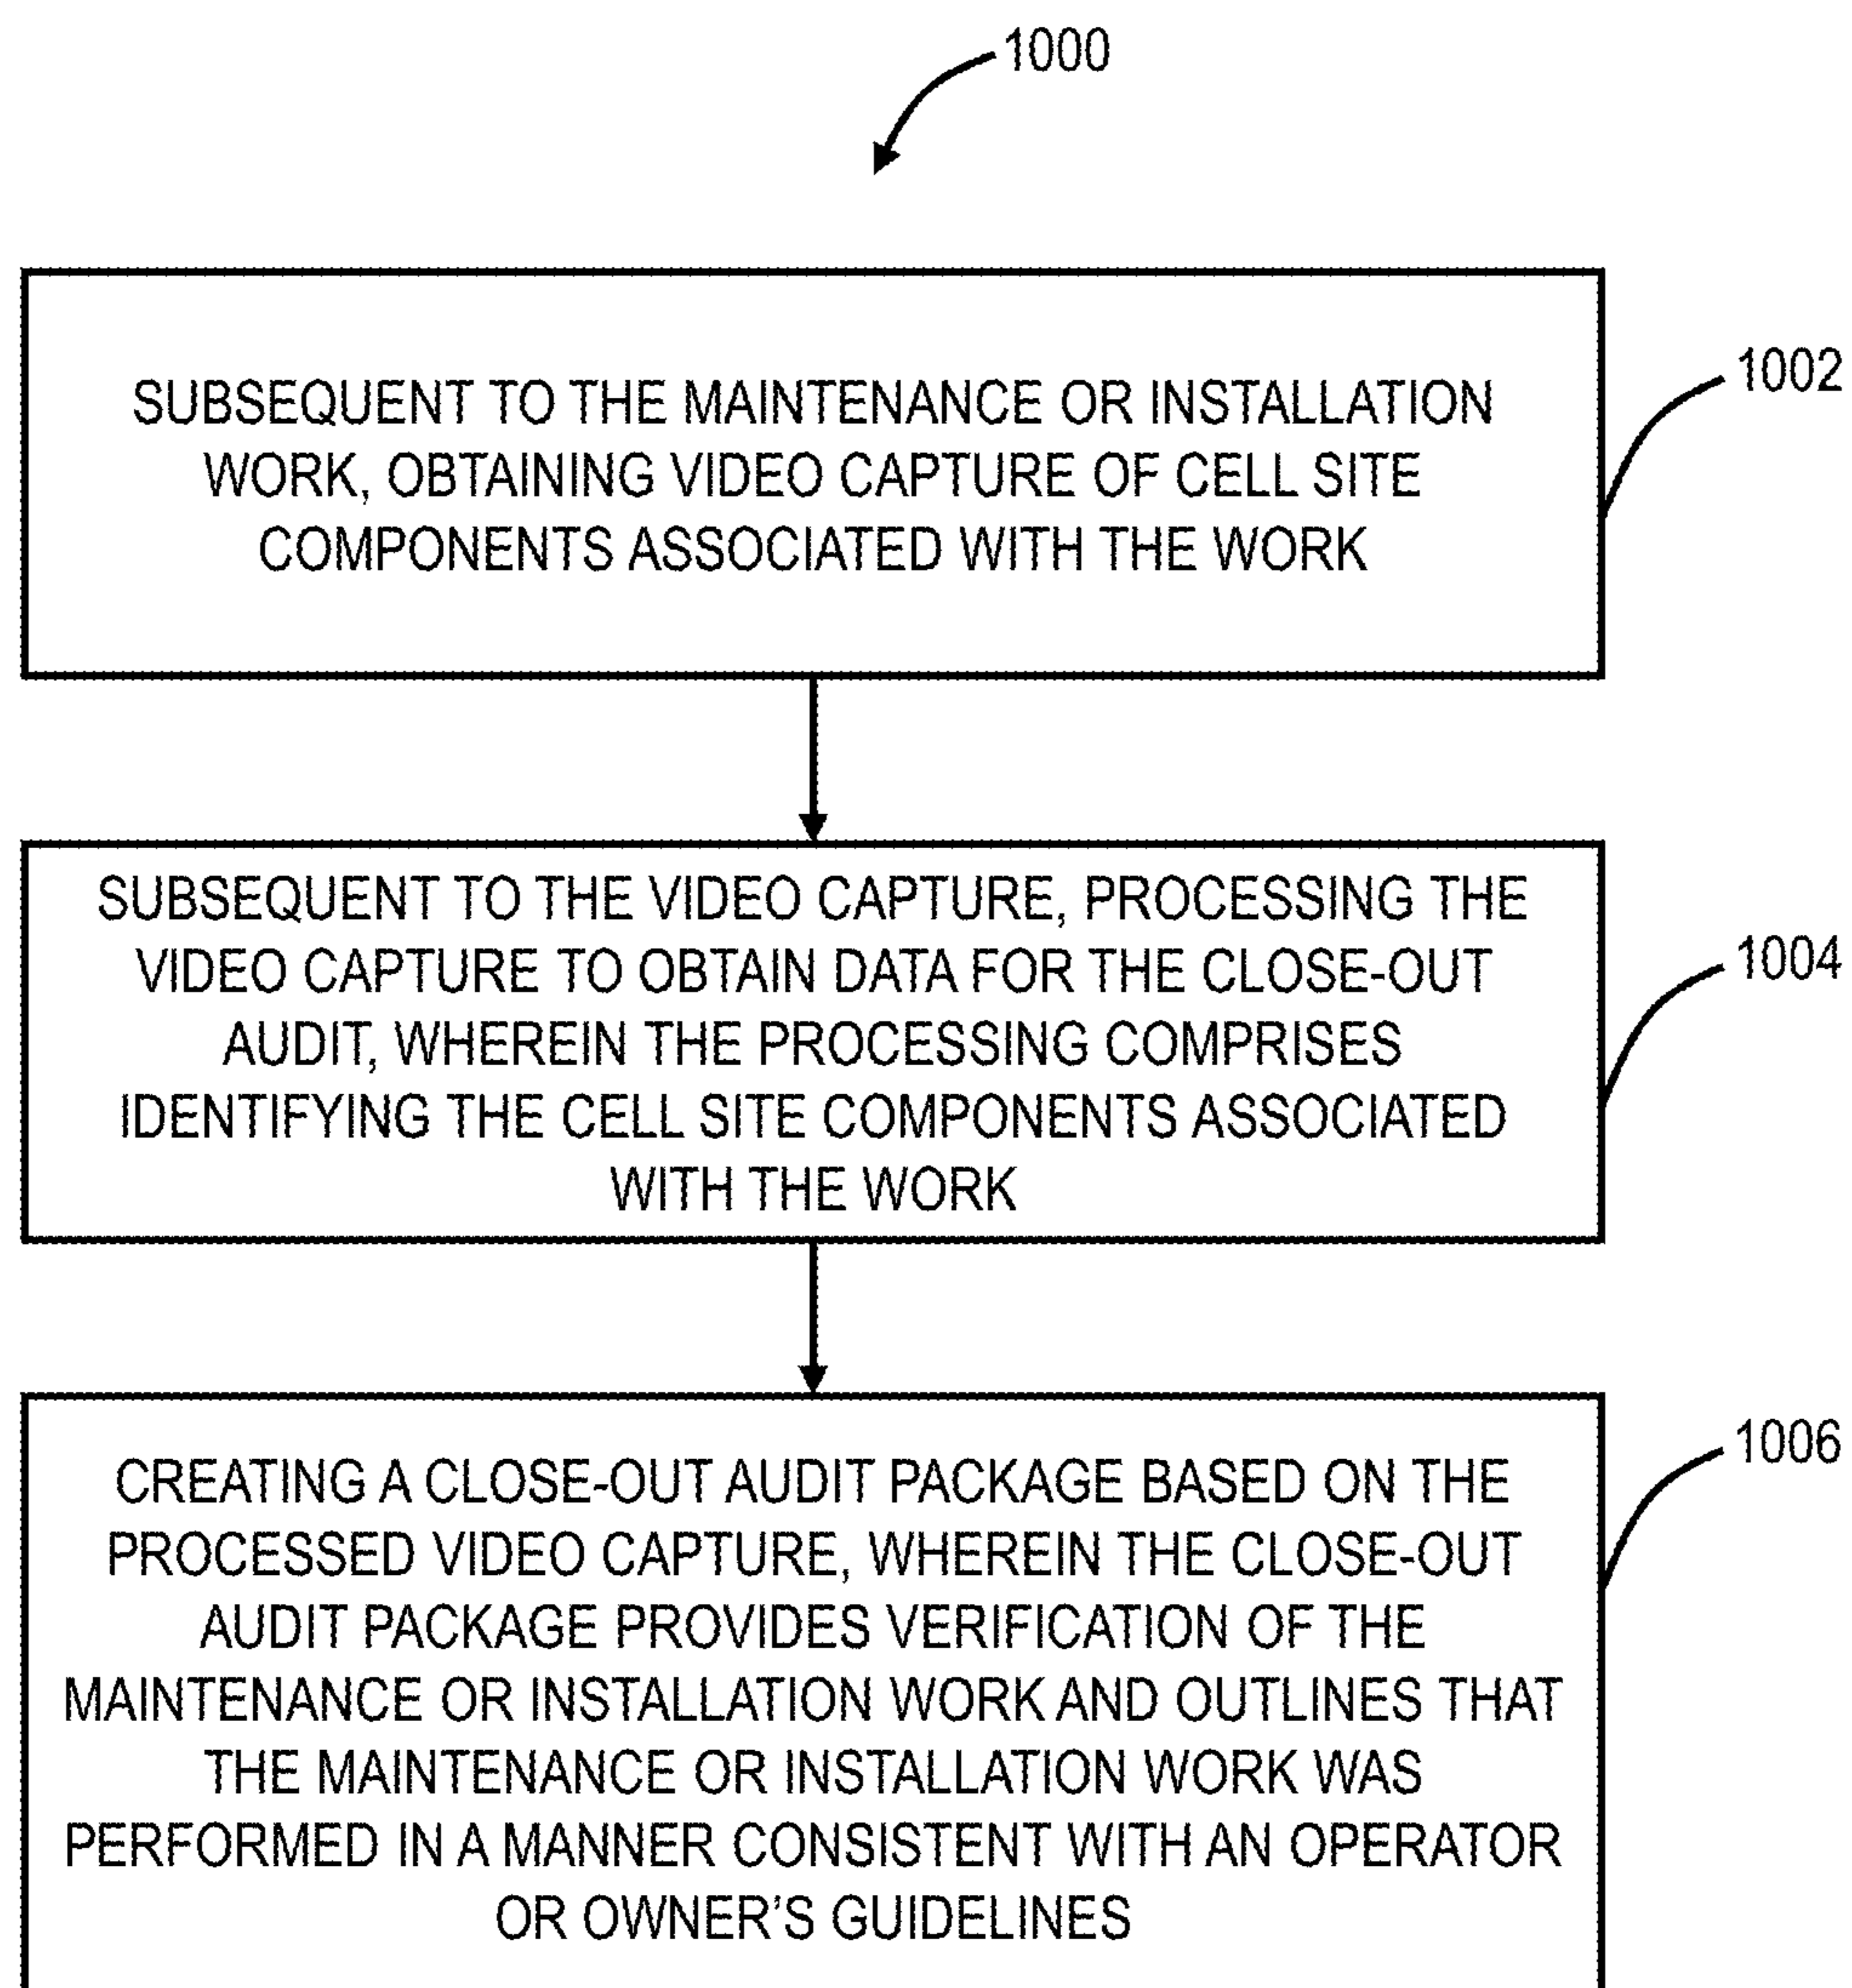 1000
SUBSEQUENT TO THE MAINTENANCE OR INSTALLATION
WORK, OBTAINING VIDEO CAPTURE OF CELL SITE
COMPONENTS ASSOCIATED WITH THE WORK
1002
SUBSEQUENT TO THE VIDEO CAPTURE, PROCESSING THE
VIDEO CAPTURE TO OBTAIN DATA FOR THE CLOSE-OUT
AUDIT, WHEREIN THE PROCESSING COMPRISES
IDENTIFYING THE CELL SITE COMPONENTS ASSOCIATED
WITH THE WORK
1004
CREATING A CLOSE-OUT AUDIT PACKAGE BASED ON THE
PROCESSED VIDEO CAPTURE, WHEREIN THE CLOSE-OUT
AUDIT PACKAGE PROVIDES VERIFICATION OF THE
MAINTENANCE OR INSTALLATION WORK AND OUTLINES THAT
THE MAINTENANCE OR INSTALLATION WORK WAS
PERFORMED IN A MANNER CONSISTENT WITH AN OPERATOR
OR OWNER'S GUIDELINES
1006